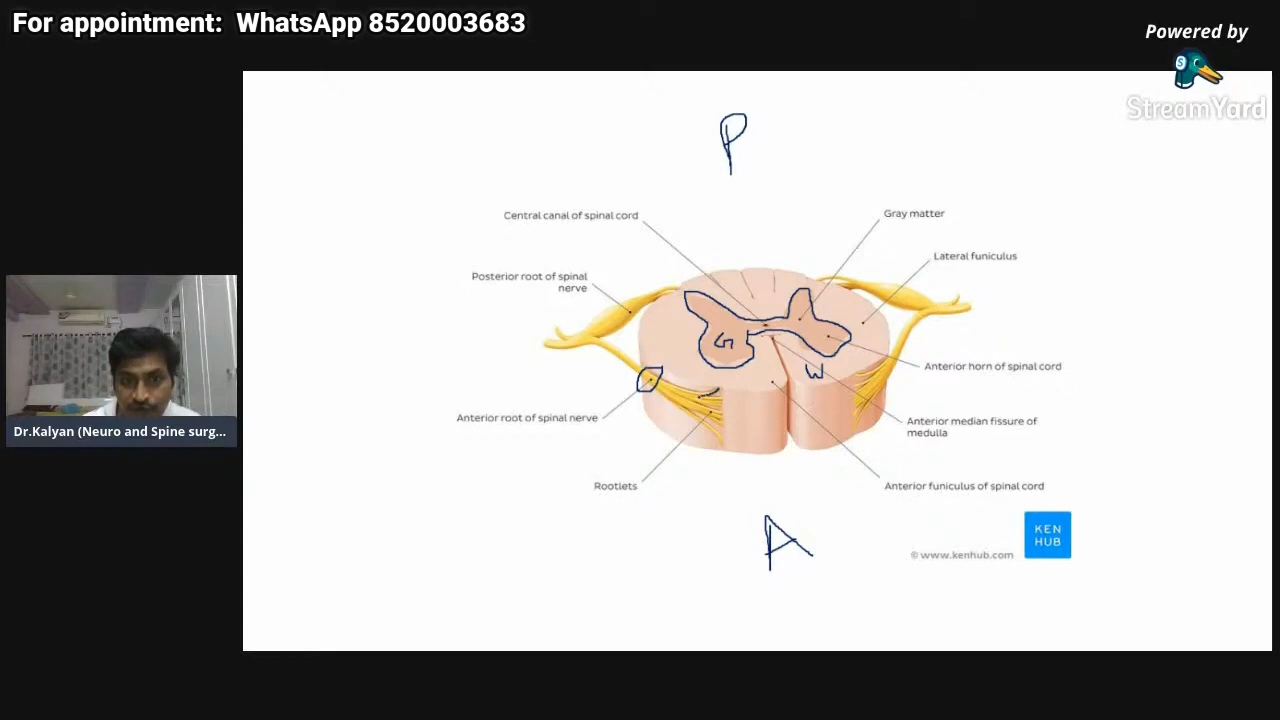 For appointment:  WhatsApp 8520003683
Powered by
StreamYard
P
Central canal of spinal cord
Gray matter
Lateral funiculus
Posterior root of spinal
nerve
G
W
Anterior horn of spinal cord
Anterior root of spinal nerve
Anterior median fissure of
medulla
Rootlets
Anterior funiculus of spinal cord
A
KEN
HUB
© www.kenhub.com
Dr.Kalyan (Neuro and Spine surg...